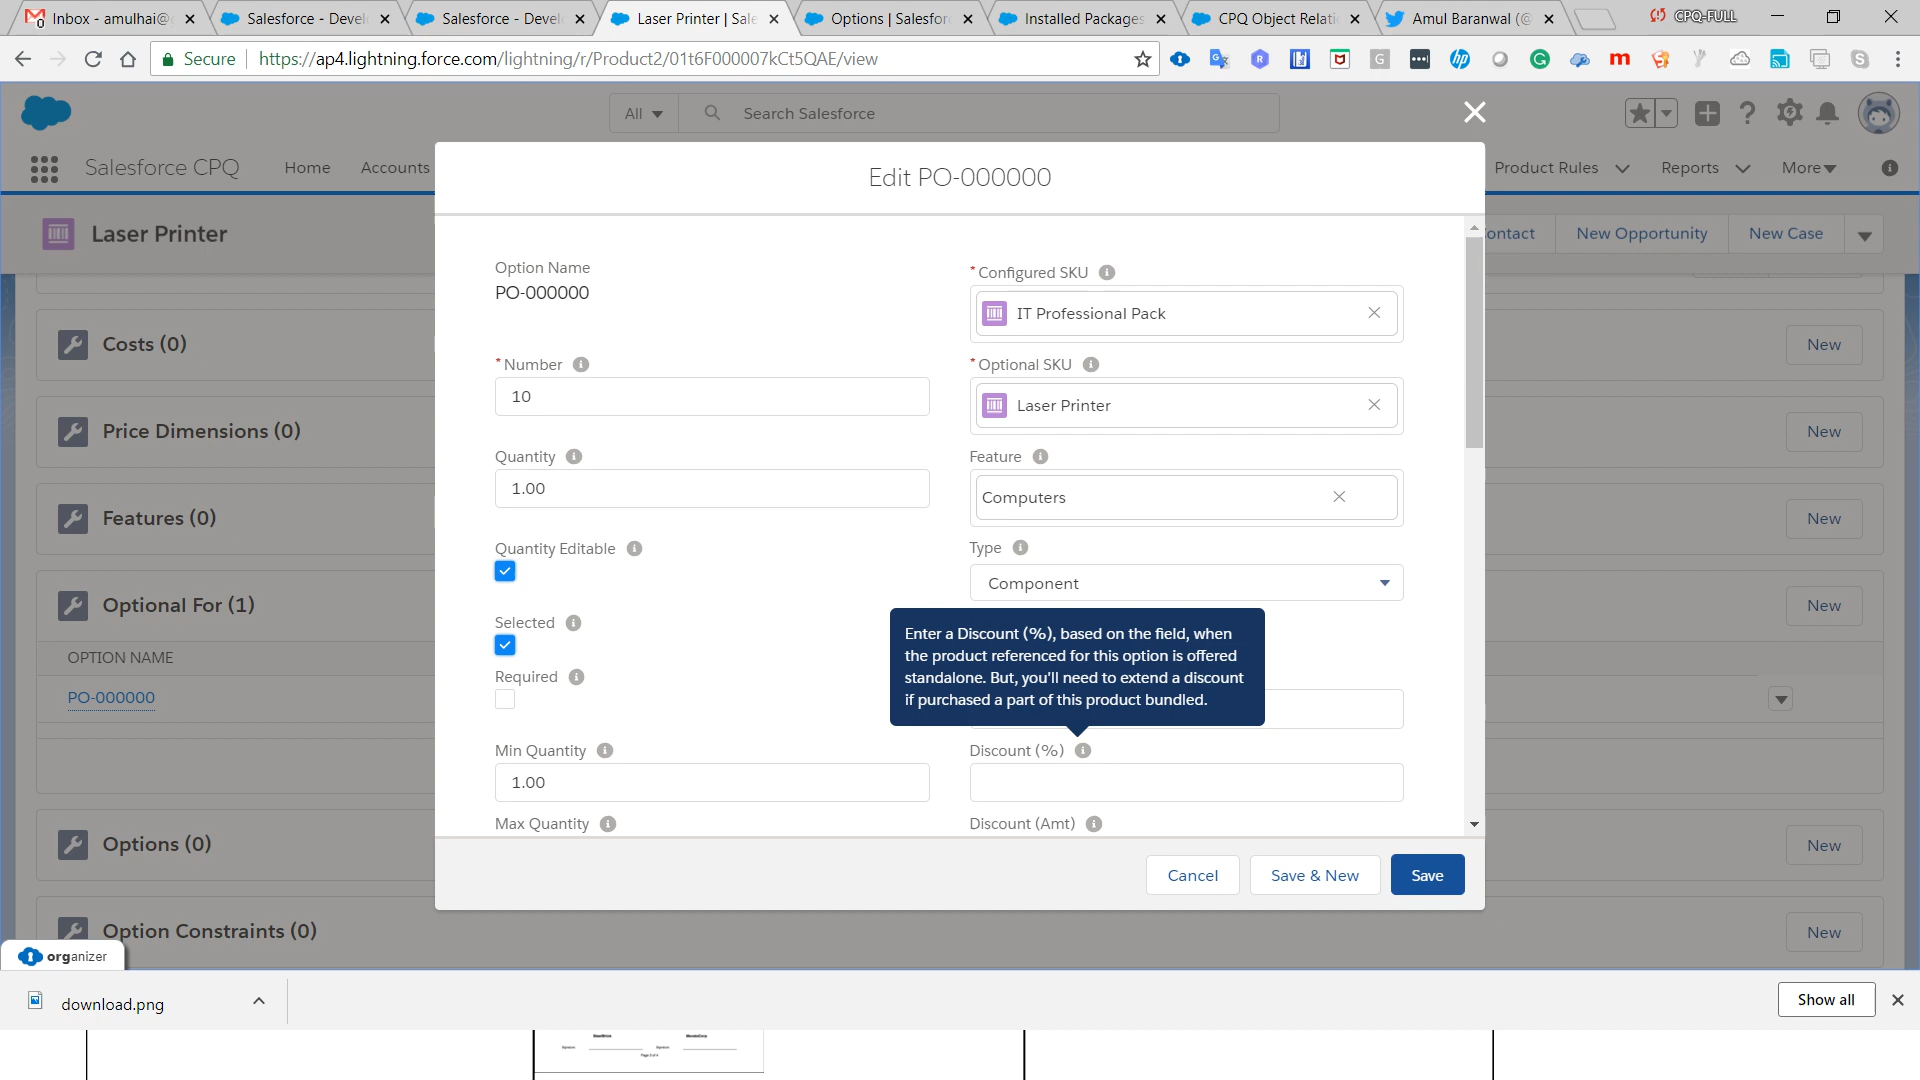 Inbox - amulhai@
Salesforce - Devel
Salesforce - Devel
Laser Printer | Sale
Options | Salesforc
Installed Packages
CPQ Object Relati
Amul Baranwal (@
CPQ-FULL
Secure
https://ap4.lightning.force.com/lightning/r/Product2/01t6F000007kCt5QAE/view
All
Search Salesforce
Salesforce CPQ
Home
Accounts
Product Rules
Reports
More
Laser Printer
ontact
New Opportunity
New Case
Edit PO-000000
Option Name
PO-000000
*Configured SKU
IT Professional Pack
*Number
10
*Optional SKU
Laser Printer
Quantity
1.00
Feature
Computers
Quantity Editable
Type
Component
Selected
Enter a Discount (%), based on the field, when
the product referenced for this option is offered
standalone. But, you'll need to extend a discount
if purchased a part of this product bundled.
Required
Min Quantity
1.00
Discount (%)
Max Quantity
Discount (Amt)
Cancel
Save & New
Save
Costs (0)
New
Price Dimensions (0)
New
Features (0)
New
Optional For (1)
New
OPTION NAME
PO-000000
Options (0)
New
Option Constraints (0)
New
organizer
download.png
Show all